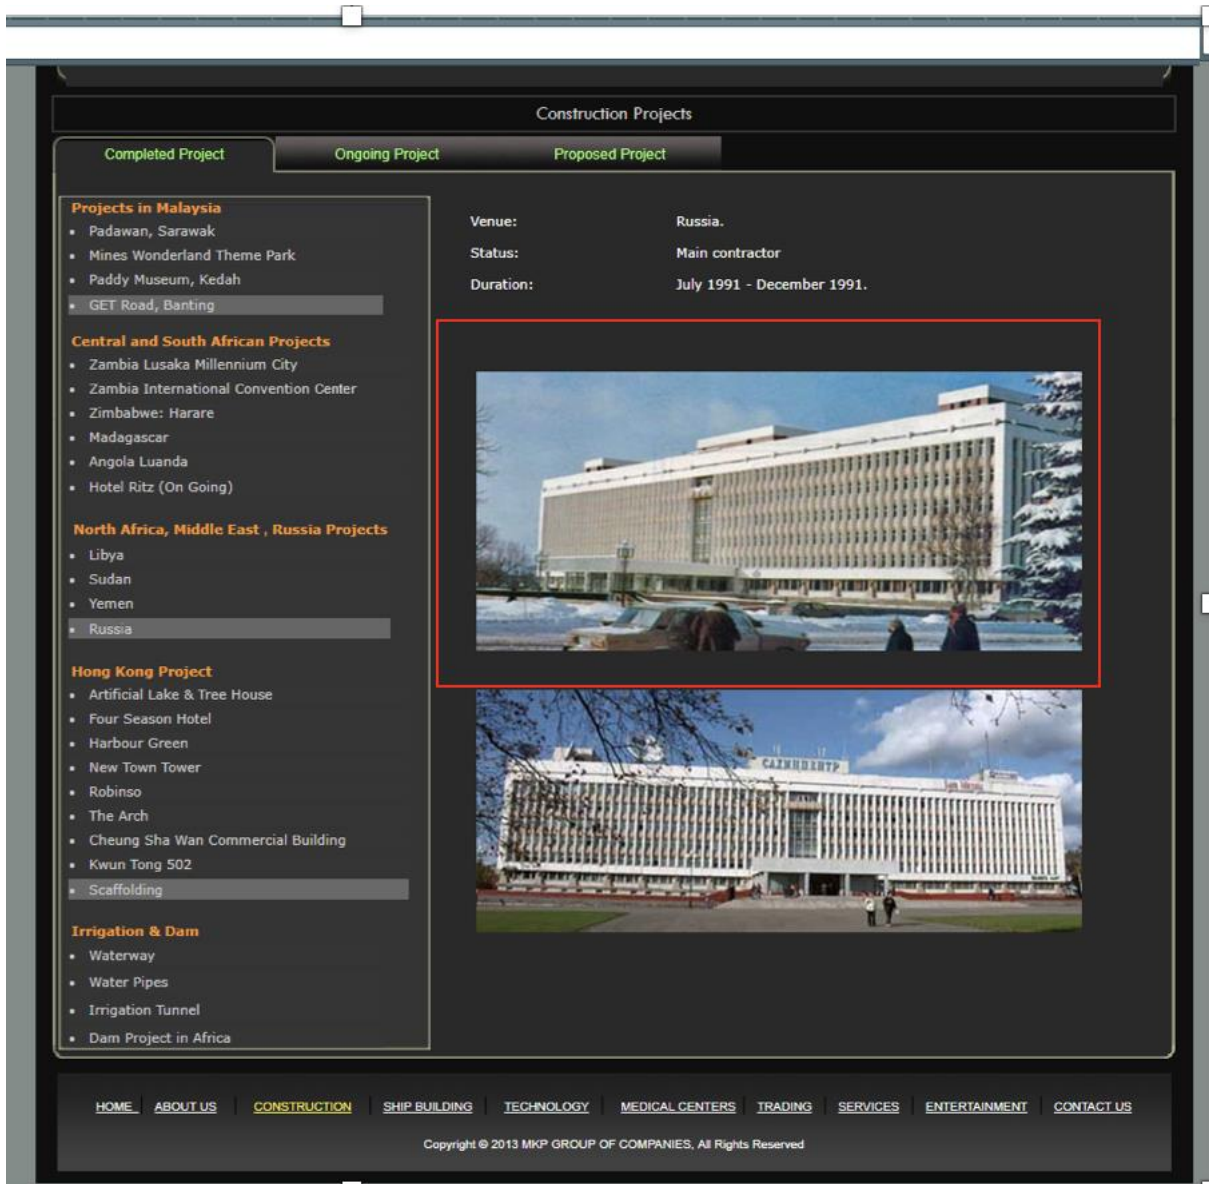 Construction Projects
Completed Project
Ongoing Project
Proposed Project
Projects in Malaysia
Padawan, Sarawak
Mines Wonderland Theme Park
Paddy Museum, Kedah
GET Road, Banting
Central and South African Projects
Zambia Lusaka Millennium City
Zambia International Convention Center
Zimbabwe: Harare
Madagascar
Angola Luanda
Hotel Ritz (On Going)
North Africa, Middle East , Russia Projects
Libya
Sudan
Yemen
Russia
Hong Kong Project
Artificial Lake & Tree House
Four Season Hotel
Harbour Green
New Town Tower
Robinso
The Arch
Cheung Sha Wan Commercial Building
Kwun Tong 502
Scaffolding
Irrigation & Dam
Waterway
Water Pipes
Irrigation Tunnel
Dam Project in Africa
Venue: Russia.
Status: Main contractor
Duration: July 1991 - December 1991.
САХИНЦЕНТР
HOME ABOUT US CONSTRUCTION SHIP BUILDING TECHNOLOGY MEDICAL CENTERS TRADING SERVICES ENTERTAINMENT CONTACT US
Copyright © 2013 MKP GROUP OF COMPANIES, All Rights Reserved